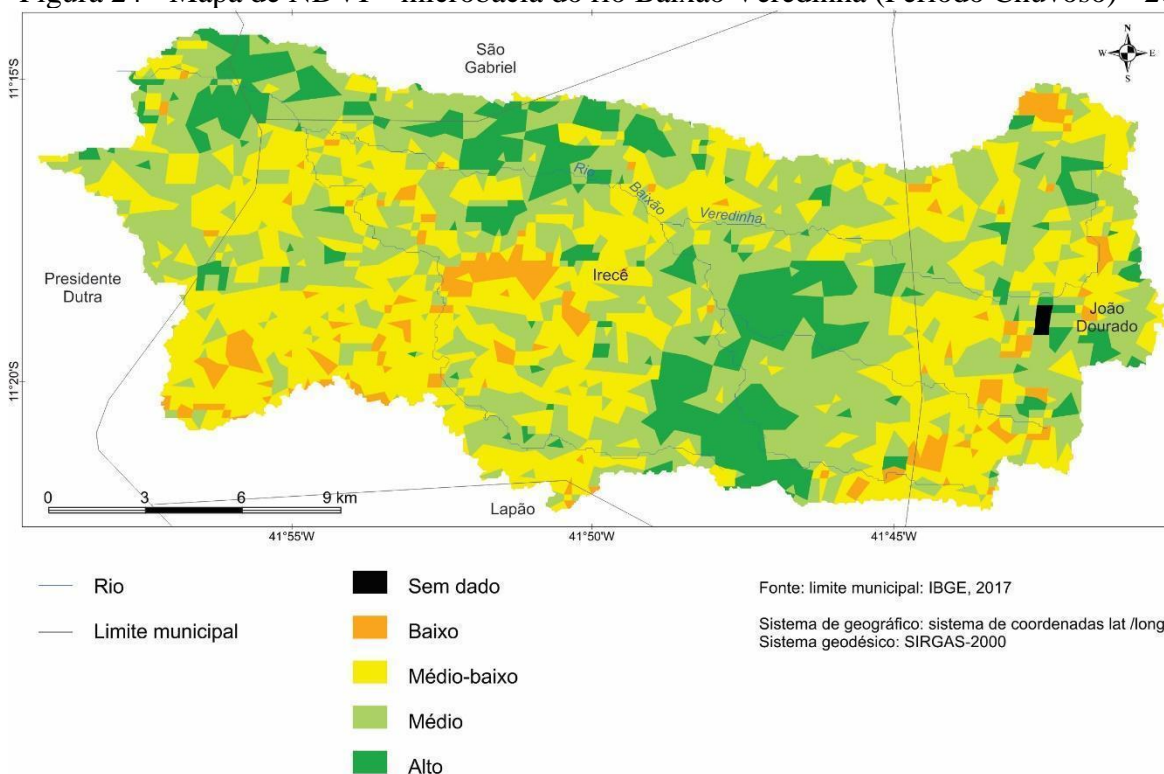 Figura 24 - Mapa de NDVI - microbacia do rio Baixão Veredinha (Período Chuvoso) -
São
Gabriel
N
W E
S
11°15'S
Rio
Baixão
Veredinha
Presidente
Dutra
Irecê
João
Dourado
11°20'S
0 3 6 9 km
Lapão
41°55'W 41°50'W 41°45'W
Rio
Limite municipal
Sem dado
Baixo
Médio-baixo
Médio
Alto
Fonte: limite municipal: IBGE, 2017
Sistema de geográfico: sistema de coordenadas lat /long
Sistema geodésico: SIRGAS-2000